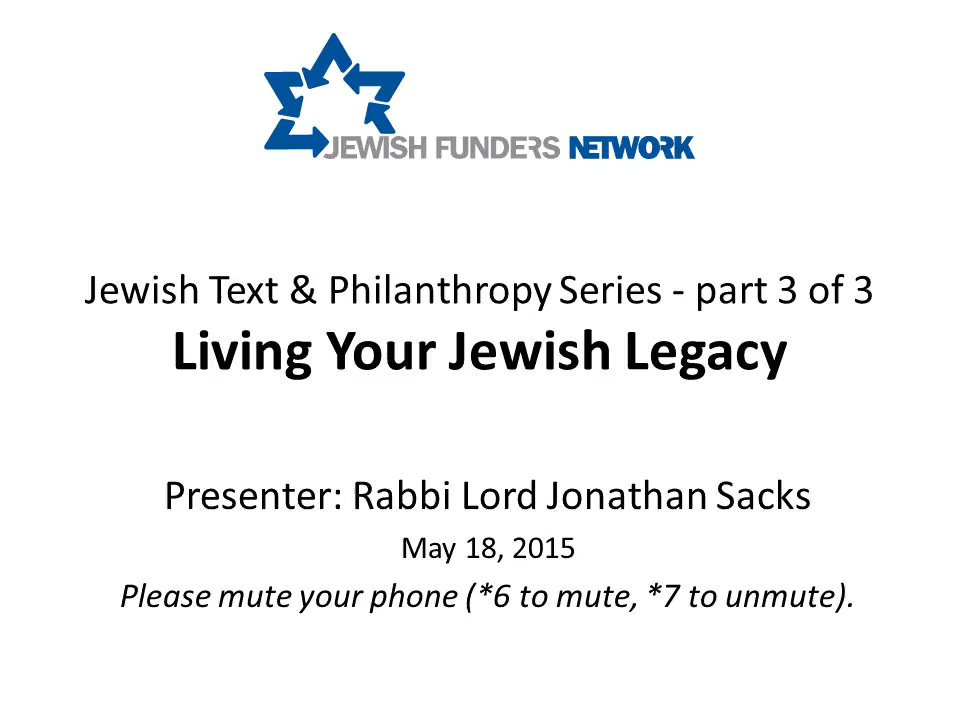 JEWISH FUNDERS NETWORK
Jewish Text & Philanthropy Series - part 3 of 3
Living Your Jewish Legacy
Presenter: Rabbi Lord Jonathan Sacks
May 18, 2015
Please mute your phone (*6 to mute, *7 to unmute).